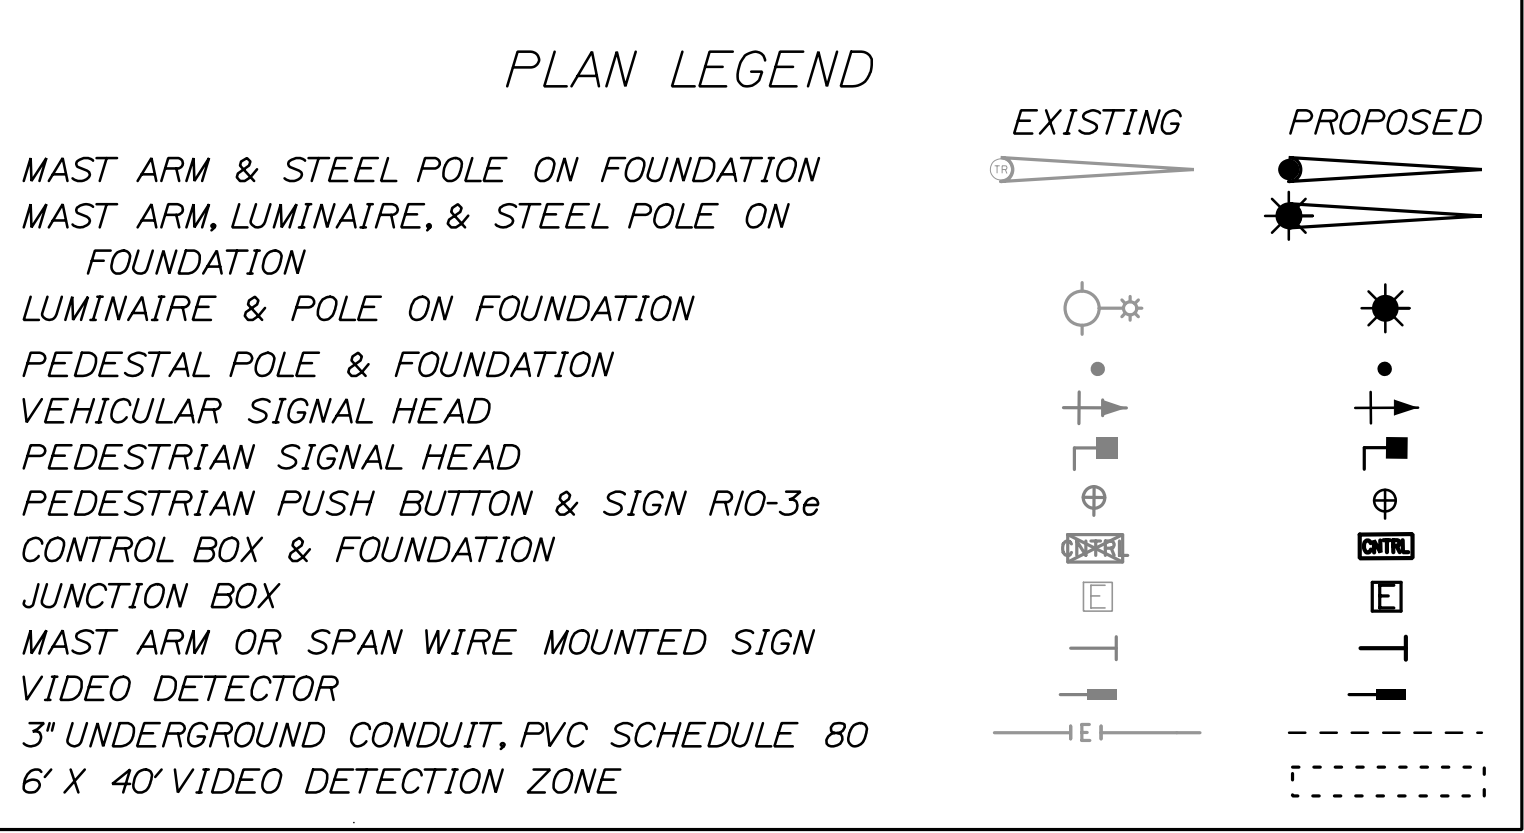 PLAN LEGEND
EXISTING PROPOSED
MAST ARM & STEEL POLE ON FOUNDATION TR
MAST ARM, LUMINAIRE, & STEEL POLE ON
FOUNDATION
LUMINAIRE & POLE ON FOUNDATION
PEDESTAL POLE & FOUNDATION
VEHICULAR SIGNAL HEAD
PEDESTRIAN SIGNAL HEAD
PEDESTRIAN PUSH BUTTON & SIGN R10-3e
CONTROL BOX & FOUNDATION CNTRL CNTRL
JUNCTION BOX E E
MAST ARM OR SPAN WIRE MOUNTED SIGN
VIDEO DETECTOR
3" UNDERGROUND CONDUIT, PVC SCHEDULE 80 E
6' X 40' VIDEO DETECTION ZONE